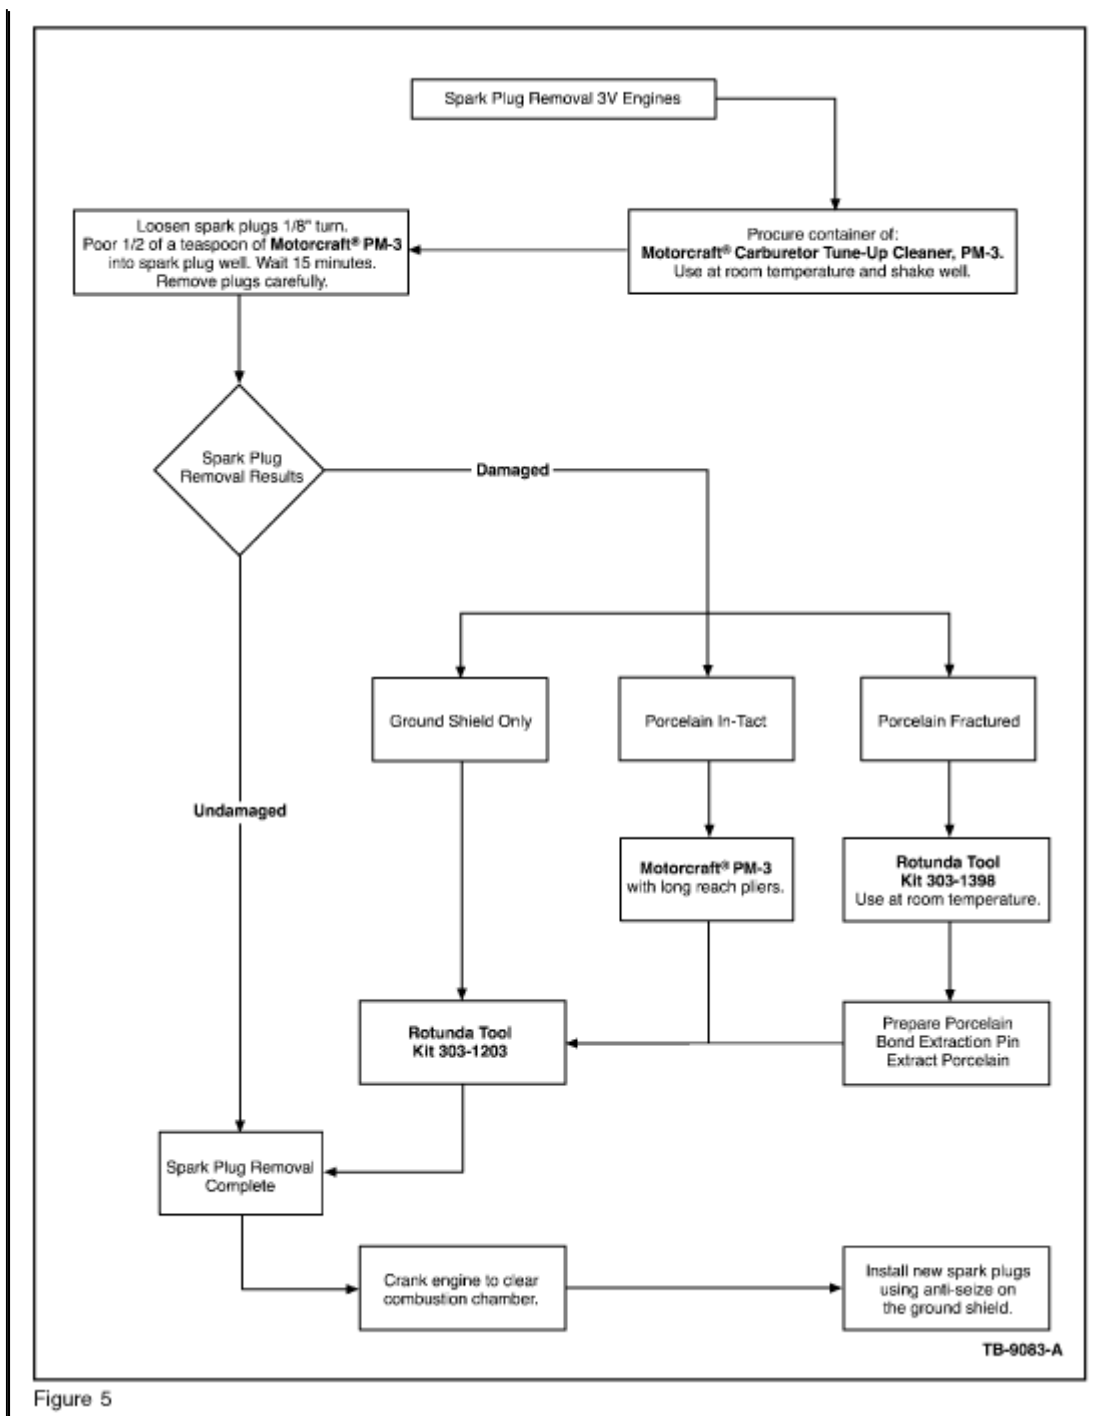 Spark Plug Removal 3V Engines
Loosen spark plugs 1/8" turn.
Poor 1/2 of a teaspoon of Motorcraft® PM-3
into spark plug well. Wait 15 minutes.
Remove plugs carefully.
Procure container of:
Motorcraft® Carburetor Tune-Up Cleaner, PM-3.
Use at room temperature and shake well.
Spark Plug
Removal Results
Damaged
Ground Shield Only
Porcelain In-Tact
Porcelain Fractured
Undamaged
Motorcraft® PM-3
with long reach pliers.
Rotunda Tool
Kit 303-1398
Use at room temperature.
Rotunda Tool
Kit 303-1203
Prepare Porcelain
Bond Extraction Pin
Extract Porcelain
Spark Plug Removal
Complete
Crank engine to clear
combustion chamber.
Install new spark plugs
using anti-seize on
the ground shield.
TB-9083-A
Figure 5